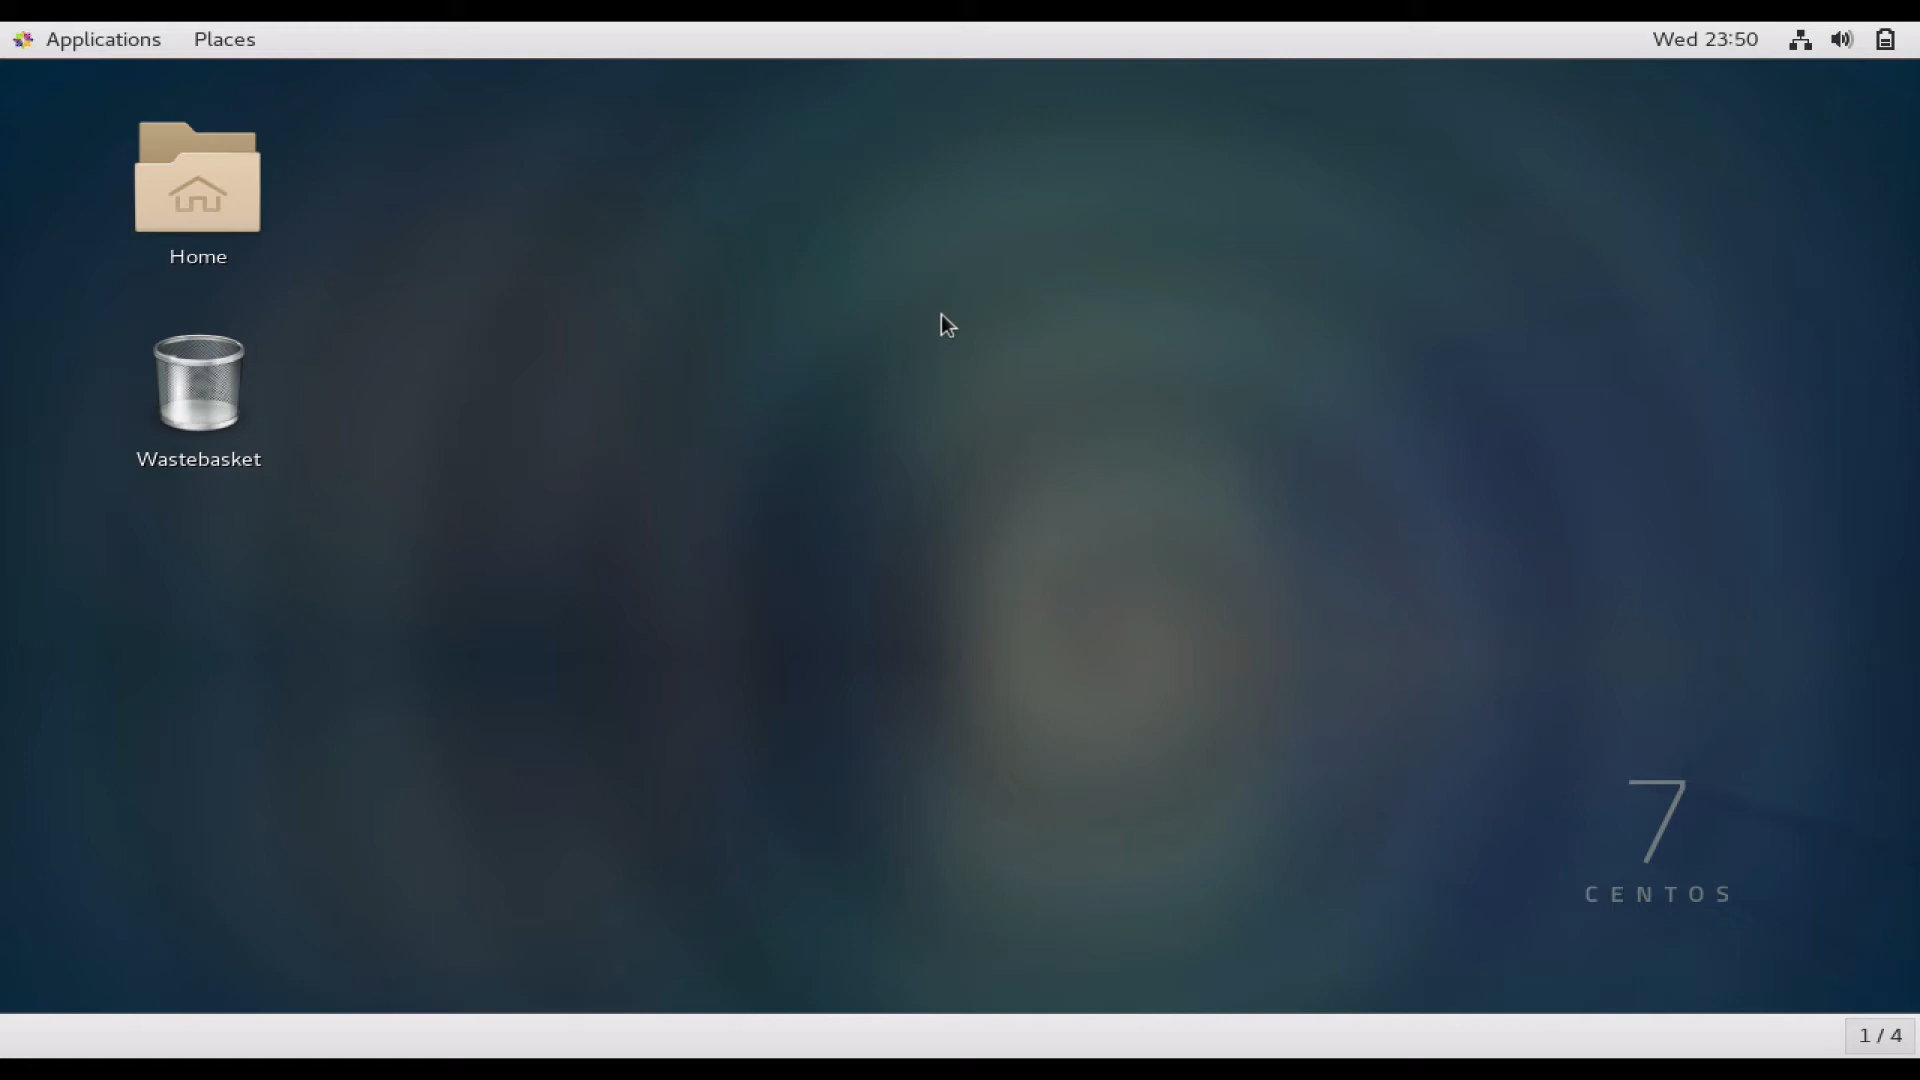 Applications Places Wed 23:50
Home
Wastebasket
7
CENTOS
1 / 4